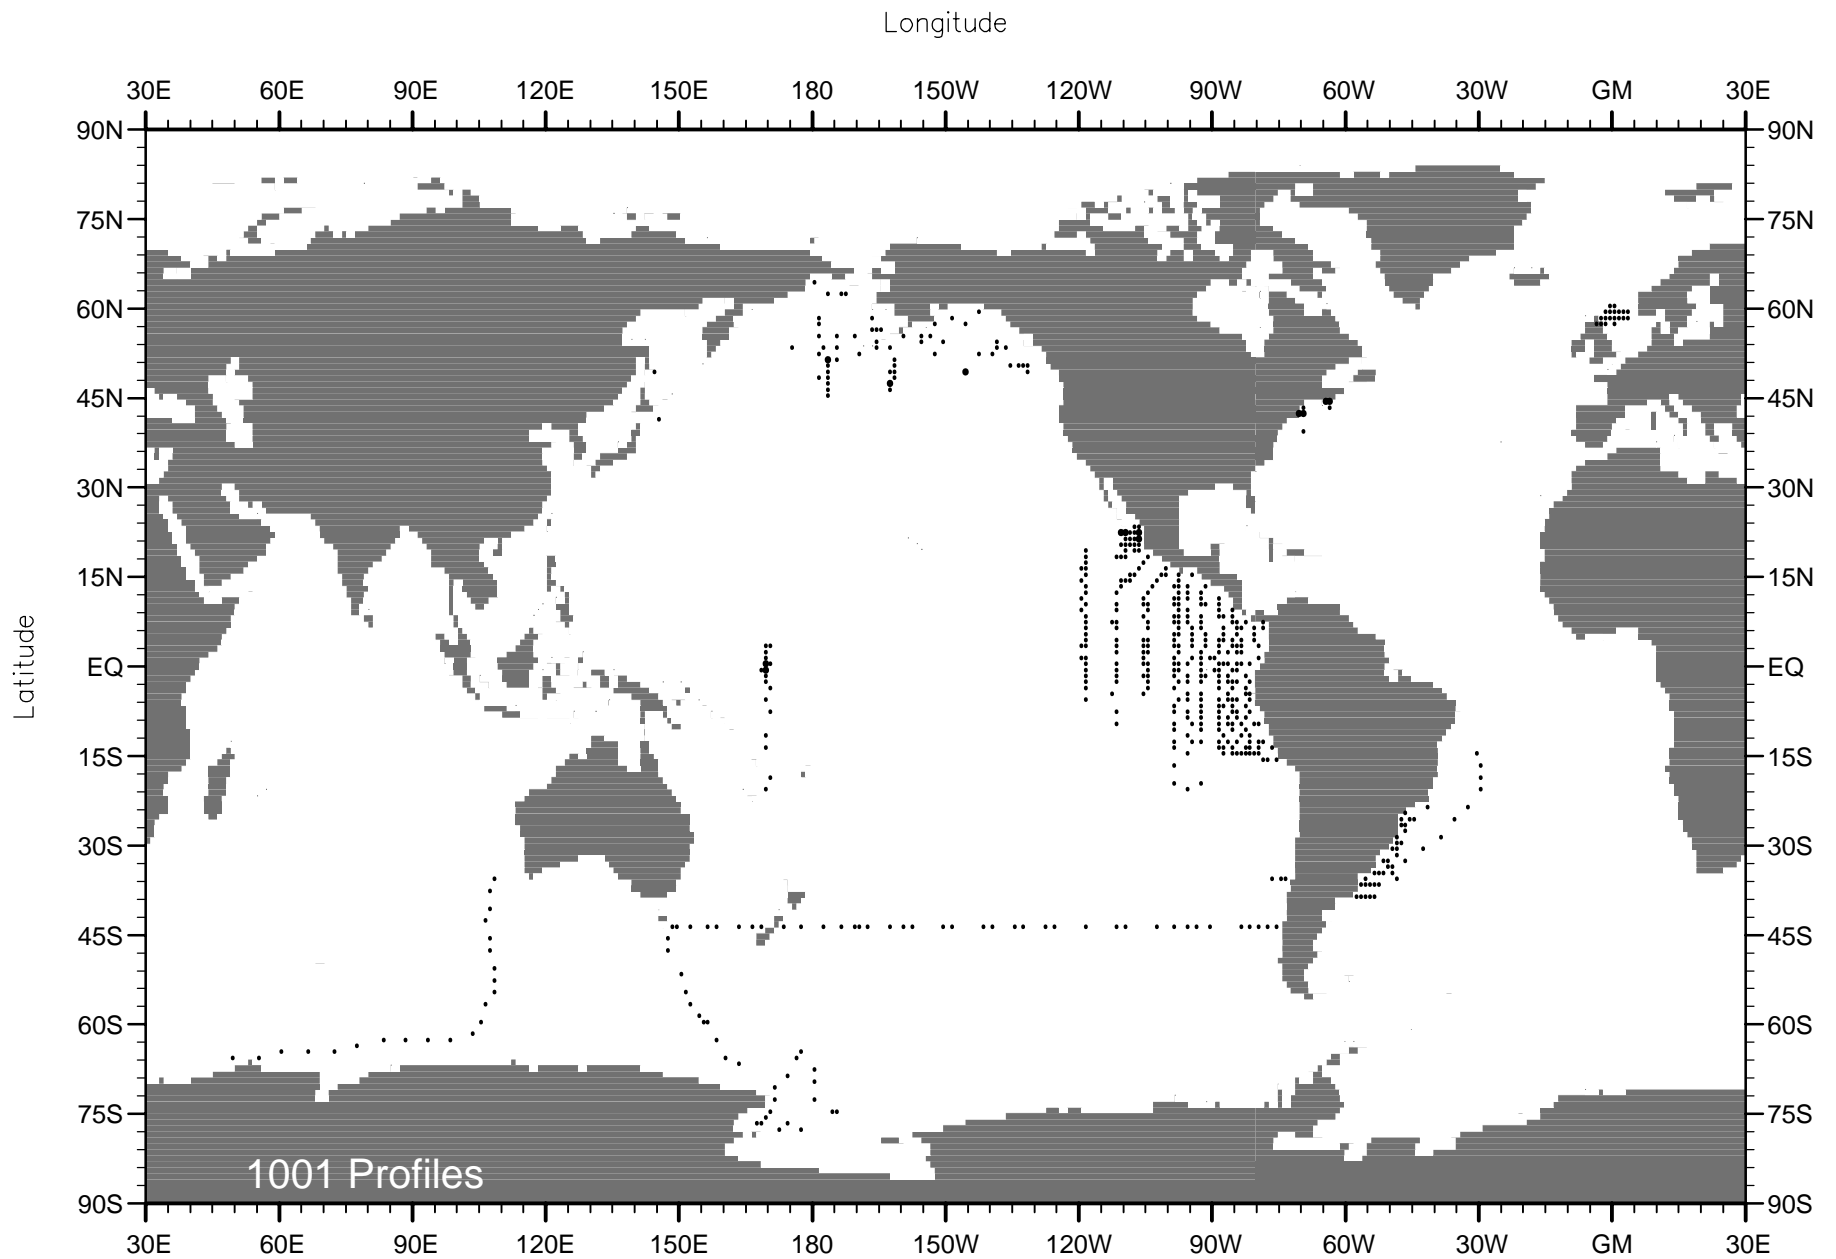 Longitude
30E 60E 90E 120E 150E 180 150W 120W 90W 60W 30W GM 30E
90N 90N
75N 75N
60N 60N
45N 45N
30N 30N
15N 15N
Latitude
EQ EQ
15S 15S
30S 30S
45S 45S
60S 60S
75S 75S
1001 Profiles
90S 90S
30E 60E 90E 120E 150E 180 150W 120W 90W 60W 30W GM 30E